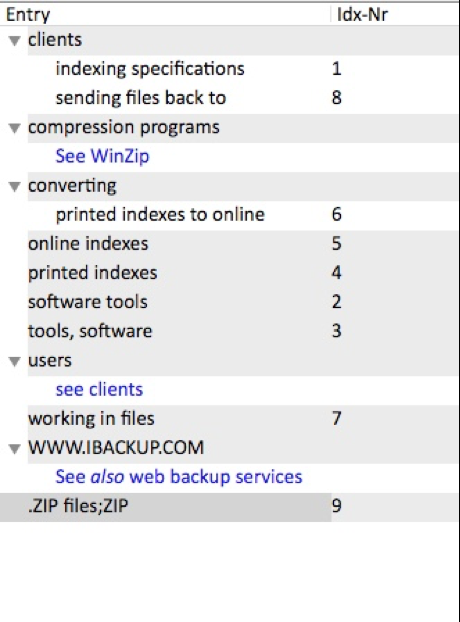 Entry Idx-Nr
clients
indexing specifications 1
sending files back to 8
compression programs
See WinZip
converting
printed indexes to online 6
online indexes 5
printed indexes 4
software tools 2
tools, software 3
users
see clients
working in files 7
WWW.IBACKUP.COM
See also web backup services
.ZIP files;ZIP 9